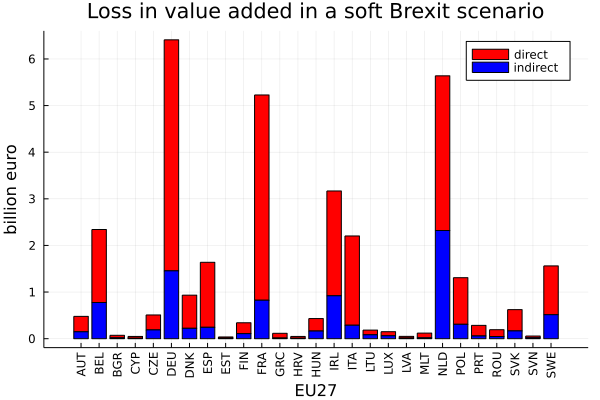 Loss in value added in a soft Brexit scenario
direct
indirect
billion euro
6
5
4
3
2
1
0
AUT BEL BGR CYP CZE DEU DNK ESP EST FIN FRA GRC HRV HUN IRL ITA LTU LUX LVA MLT NLD POL PRT ROU SVK SVN SWE
EU27